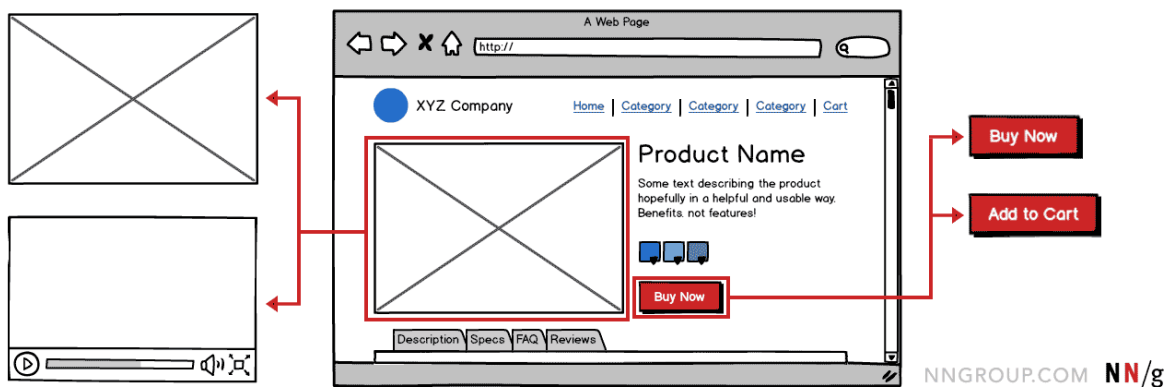 A Web Page
http://
XYZ Company
Home | Category | Category | Category | Cart
Product Name
Some text describing the product
hopefully in a helpful and usable way.
Benefits, not features!
Buy Now
Description Specs FAQ Reviews
Buy Now
Add to Cart
NNGROUP.COM NN/g